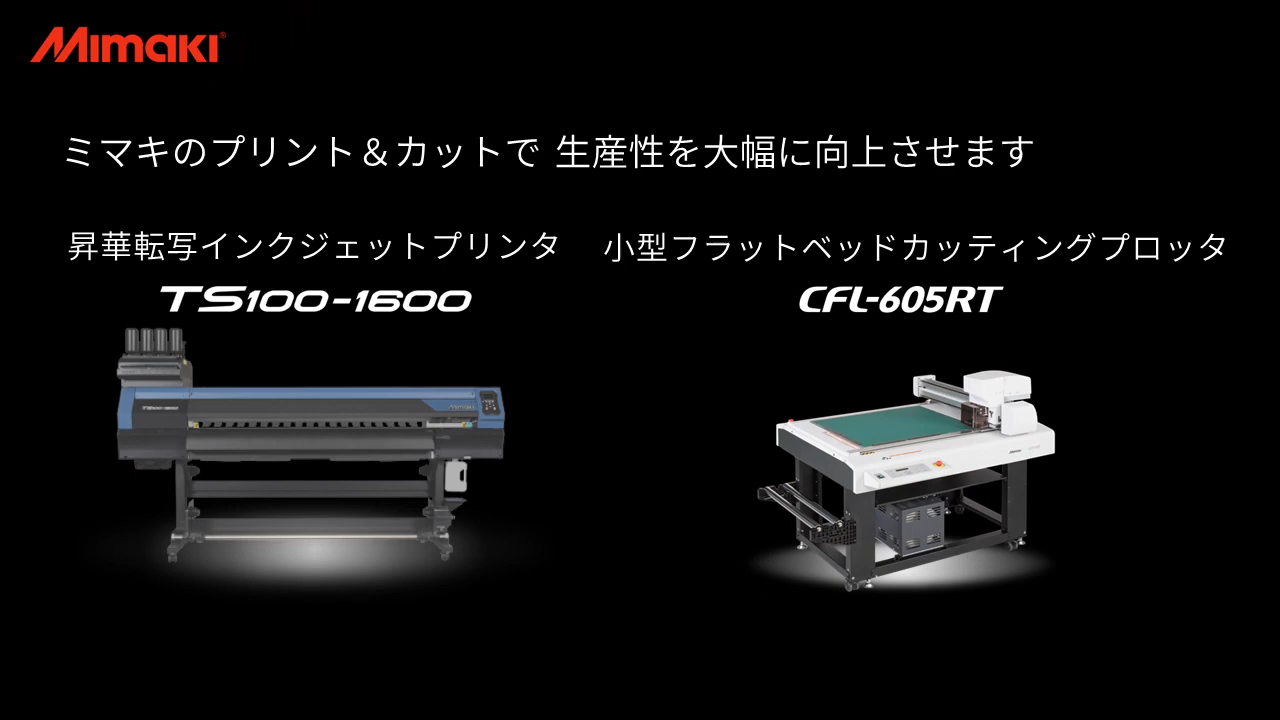 Mimaki®
ミマキのプリント＆カットで 生産性を大幅に向上させます
昇華転写インクジェットプリンタ
小型フラットベッドカッティングプロッタ
TS100-1600
CFL-605RT
TS100-1600
Mimaki